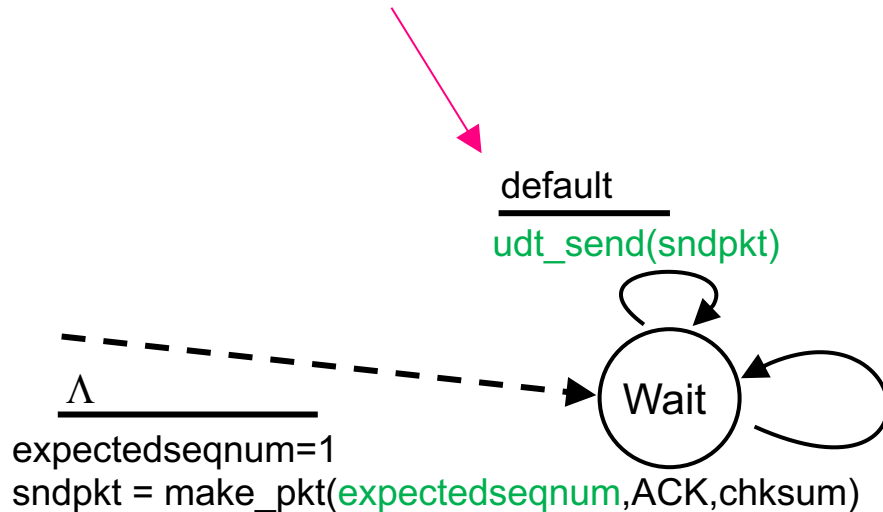 default
udt_send(sndpkt)
Wait
Λ
expectedseqnum=1
sndpkt = make_pkt(expectedseqnum,ACK,chksum)